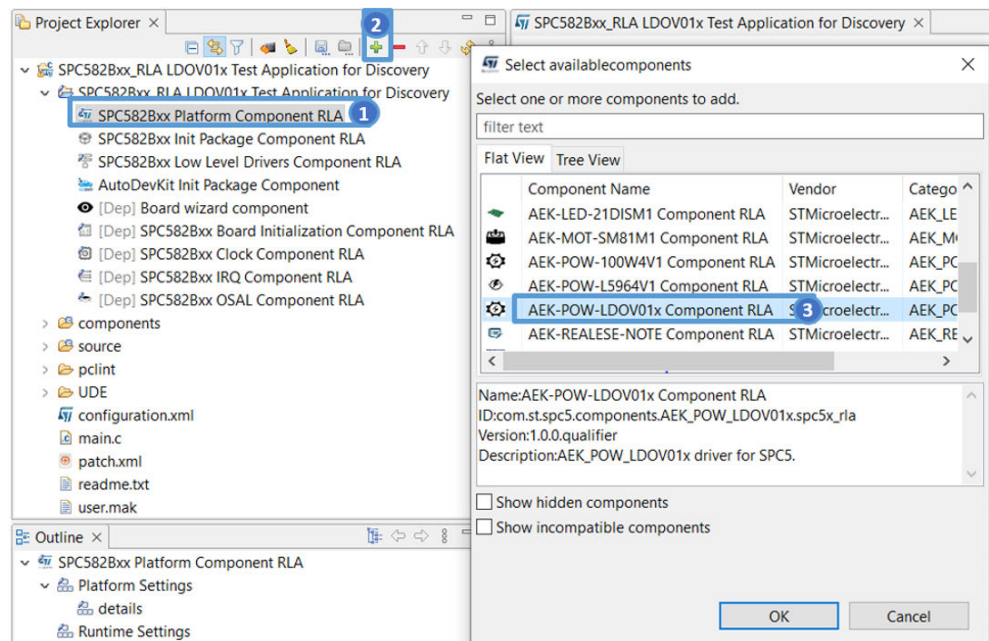 Project Explorer
2
SPC582Bxx_RLA LDOV01x Test Application for Discovery
SPC582Bxx_RLA LDOV01x Test Application for Discovery
SPC582Bxx_RLA LDOV01x Test Application for Discovery
SPC582Bxx Platform Component RLA 1
SPC582Bxx Init Package Component RLA
SPC582Bxx Low Level Drivers Component RLA
AutoDevKit Init Package Component
[Dep] Board wizard component
[Dep] SPC582Bxx Board Initialization Component RLA
[Dep] SPC582Bxx Clock Component RLA
[Dep] SPC582Bxx IRQ Component RLA
[Dep] SPC582Bxx OSAL Component RLA
components
source
pclint
UDE
configuration.xml
main.c
patch.xml
readme.txt
user.mak
Outline
SPC582Bxx Platform Component RLA
Platform Settings
details
Runtime Settings
Select availablecomponents
Select one or more components to add.
filter text
Flat View Tree View
Component Name Vendor Catego
AEK-LED-21DISM1 Component RLA STMicroelectr... AEK_LE
AEK-MOT-SM81M1 Component RLA STMicroelectr... AEK_M
AEK-POW-100W4V1 Component RLA STMicroelectr... AEK_PC
AEK-POW-L5964V1 Component RLA STMicroelectr... AEK_PC
AEK-POW-LDOV01x Component RLA 3 croelectr... AEK_PC
AEK-REALESE-NOTE Component RLA STMicroelectr... AEK_RE
Name:AEK-POW-LDOV01x Component RLA
ID:com.st.spc5.components.AEK_POW_LDOV01x.spc5x_rla
Version:1.0.0.qualifier
Description:AEK_POW_LDOV01x driver for SPC5.
Show hidden components
Show incompatible components
OK Cancel